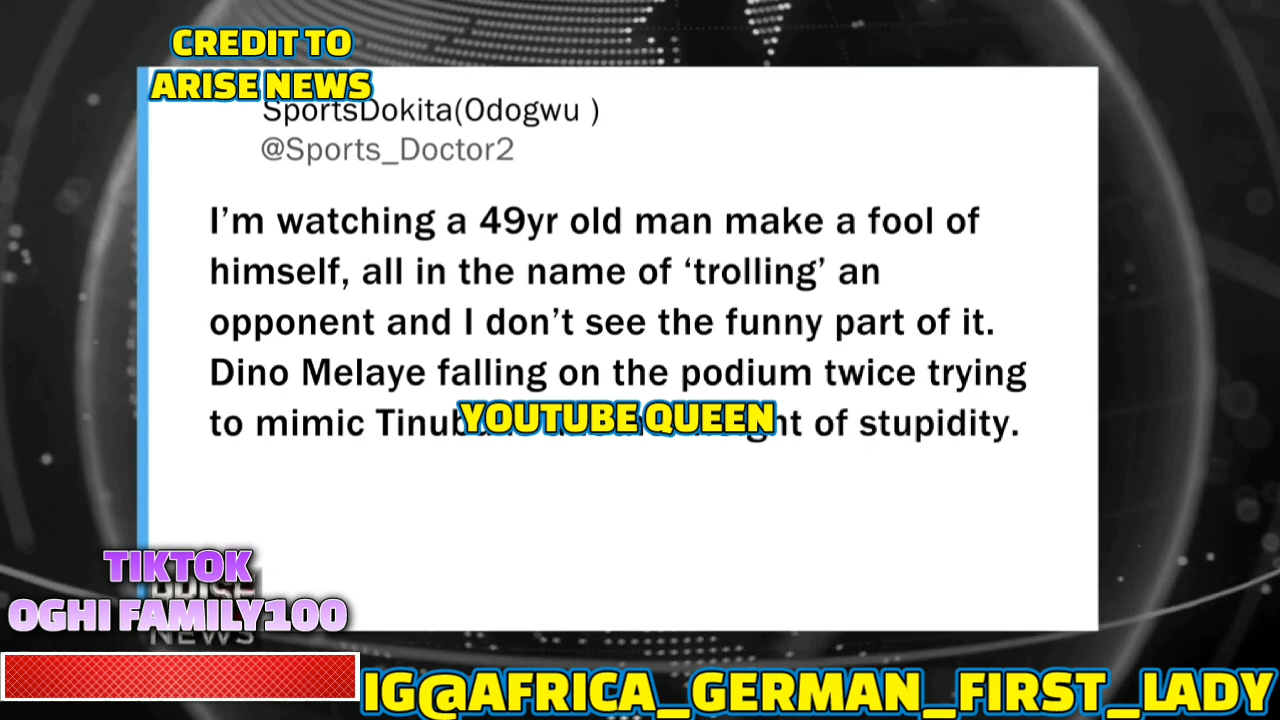 CREDIT TO
ARISE NEWS
SportsDokita(Odogwu )
@Sports_Doctor2
I'm watching a 49yr old man make a fool of
himself, all in the name of ‘trolling’ an
opponent and I don't see the funny part of it.
Dino Melaye falling on the podium twice trying
to mimic of stupidity.
YOUTUBE QUEEN
TIKTOK
OGHI FAMILY100
NEWS
IG@AFRICA_GERMAN_FIRST_LADY